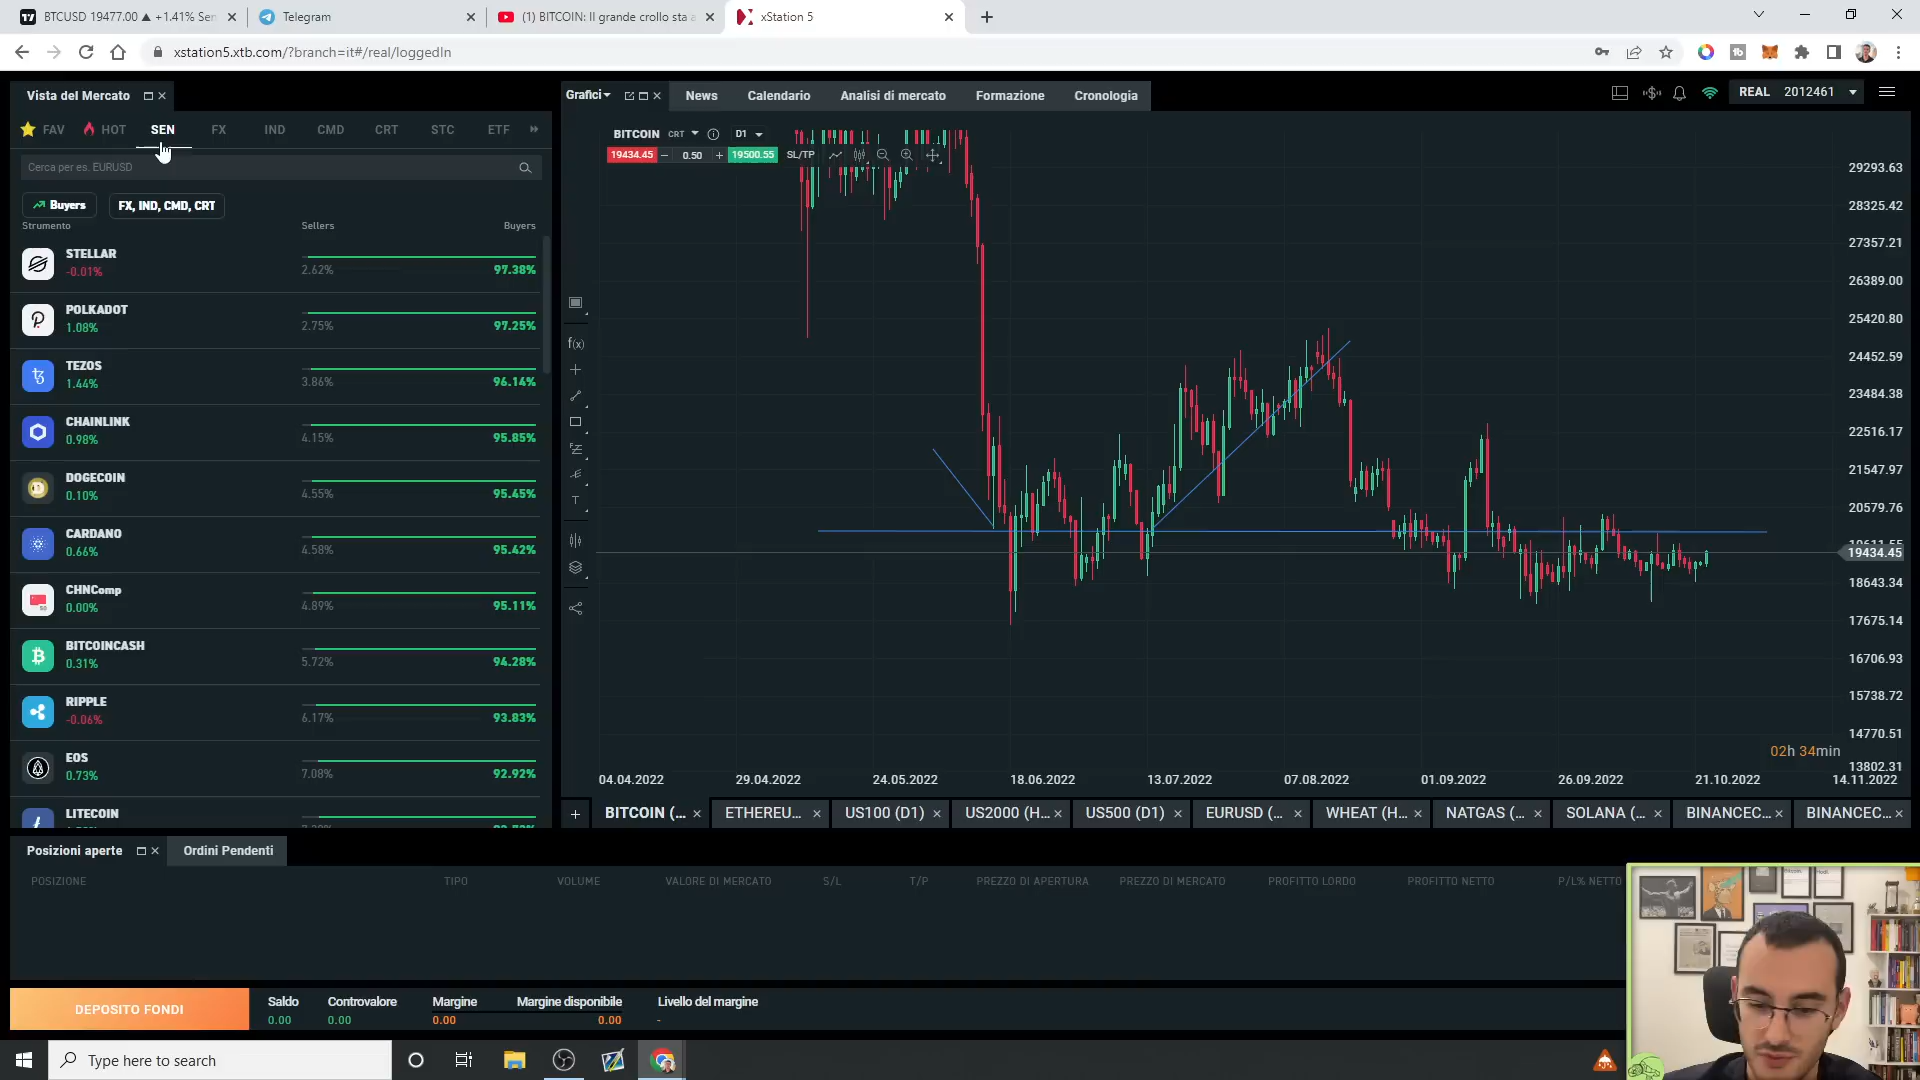 BTCUSD 19477.00 ▲ +1.41% Sen
Telegram
(1) BITCOIN: Il grande crollo sta a
xStation 5
xstation5.xtb.com/?branch=it#/real/loggedIn
Vista del Mercato
Grafici
News
Calendario
Analisi di mercato
Formazione
Cronologia
REAL 2012461
FAV
HOT
SEN
FX
IND
CMD
CRT
STC
ETF
BITCOIN CRT
D1
19434.45
0.50
19500.55
SL/TP
Cerca per es. EURUSD
Buyers
FX, IND, CMD, CRT
Strumento
Sellers
Buyers
STELLAR
-0.01%
2.62%
97.38%
POLKADOT
1.08%
2.75%
97.25%
TEZOS
1.44%
3.86%
96.14%
CHAINLINK
0.98%
4.15%
95.85%
DOGECOIN
0.10%
4.55%
95.45%
CARDANO
0.66%
4.58%
95.42%
CHNComp
0.00%
4.89%
95.11%
BITCOINCASH
0.31%
5.72%
94.28%
RIPPLE
-0.06%
6.17%
93.83%
EOS
0.73%
7.08%
92.92%
LITECOIN
f(x)
T
29293.63
28325.42
27357.21
26389.00
25420.80
24452.59
23484.38
22516.17
21547.97
20579.76
19434.45
18643.34
17675.14
16706.93
15738.72
14770.51
13802.31
02h 34min
04.04.2022
29.04.2022
24.05.2022
18.06.2022
13.07.2022
07.08.2022
01.09.2022
26.09.2022
21.10.2022
14.11.2022
BITCOIN (...
ETHEREU...
US100 (D1)
US2000 (H...
US500 (D1)
EURUSD (...
WHEAT (H...
NATGAS (...
SOLANA (...
BINANCEC...
BINANCEC...
Posizioni aperte
Ordini Pendenti
POSIZIONE
TIPO
VOLUME
VALORE DI MERCATO
S/L
T/P
PREZZO DI APERTURA
PREZZO DI MERCATO
PROFITTO LORDO
PROFITTO NETTO
P/L% NETTO
DEPOSITO FONDI
Saldo
0.00
Controvalore
0.00
Margine
0.00
Margine disponibile
0.00
Livello del margine
-
Type here to search